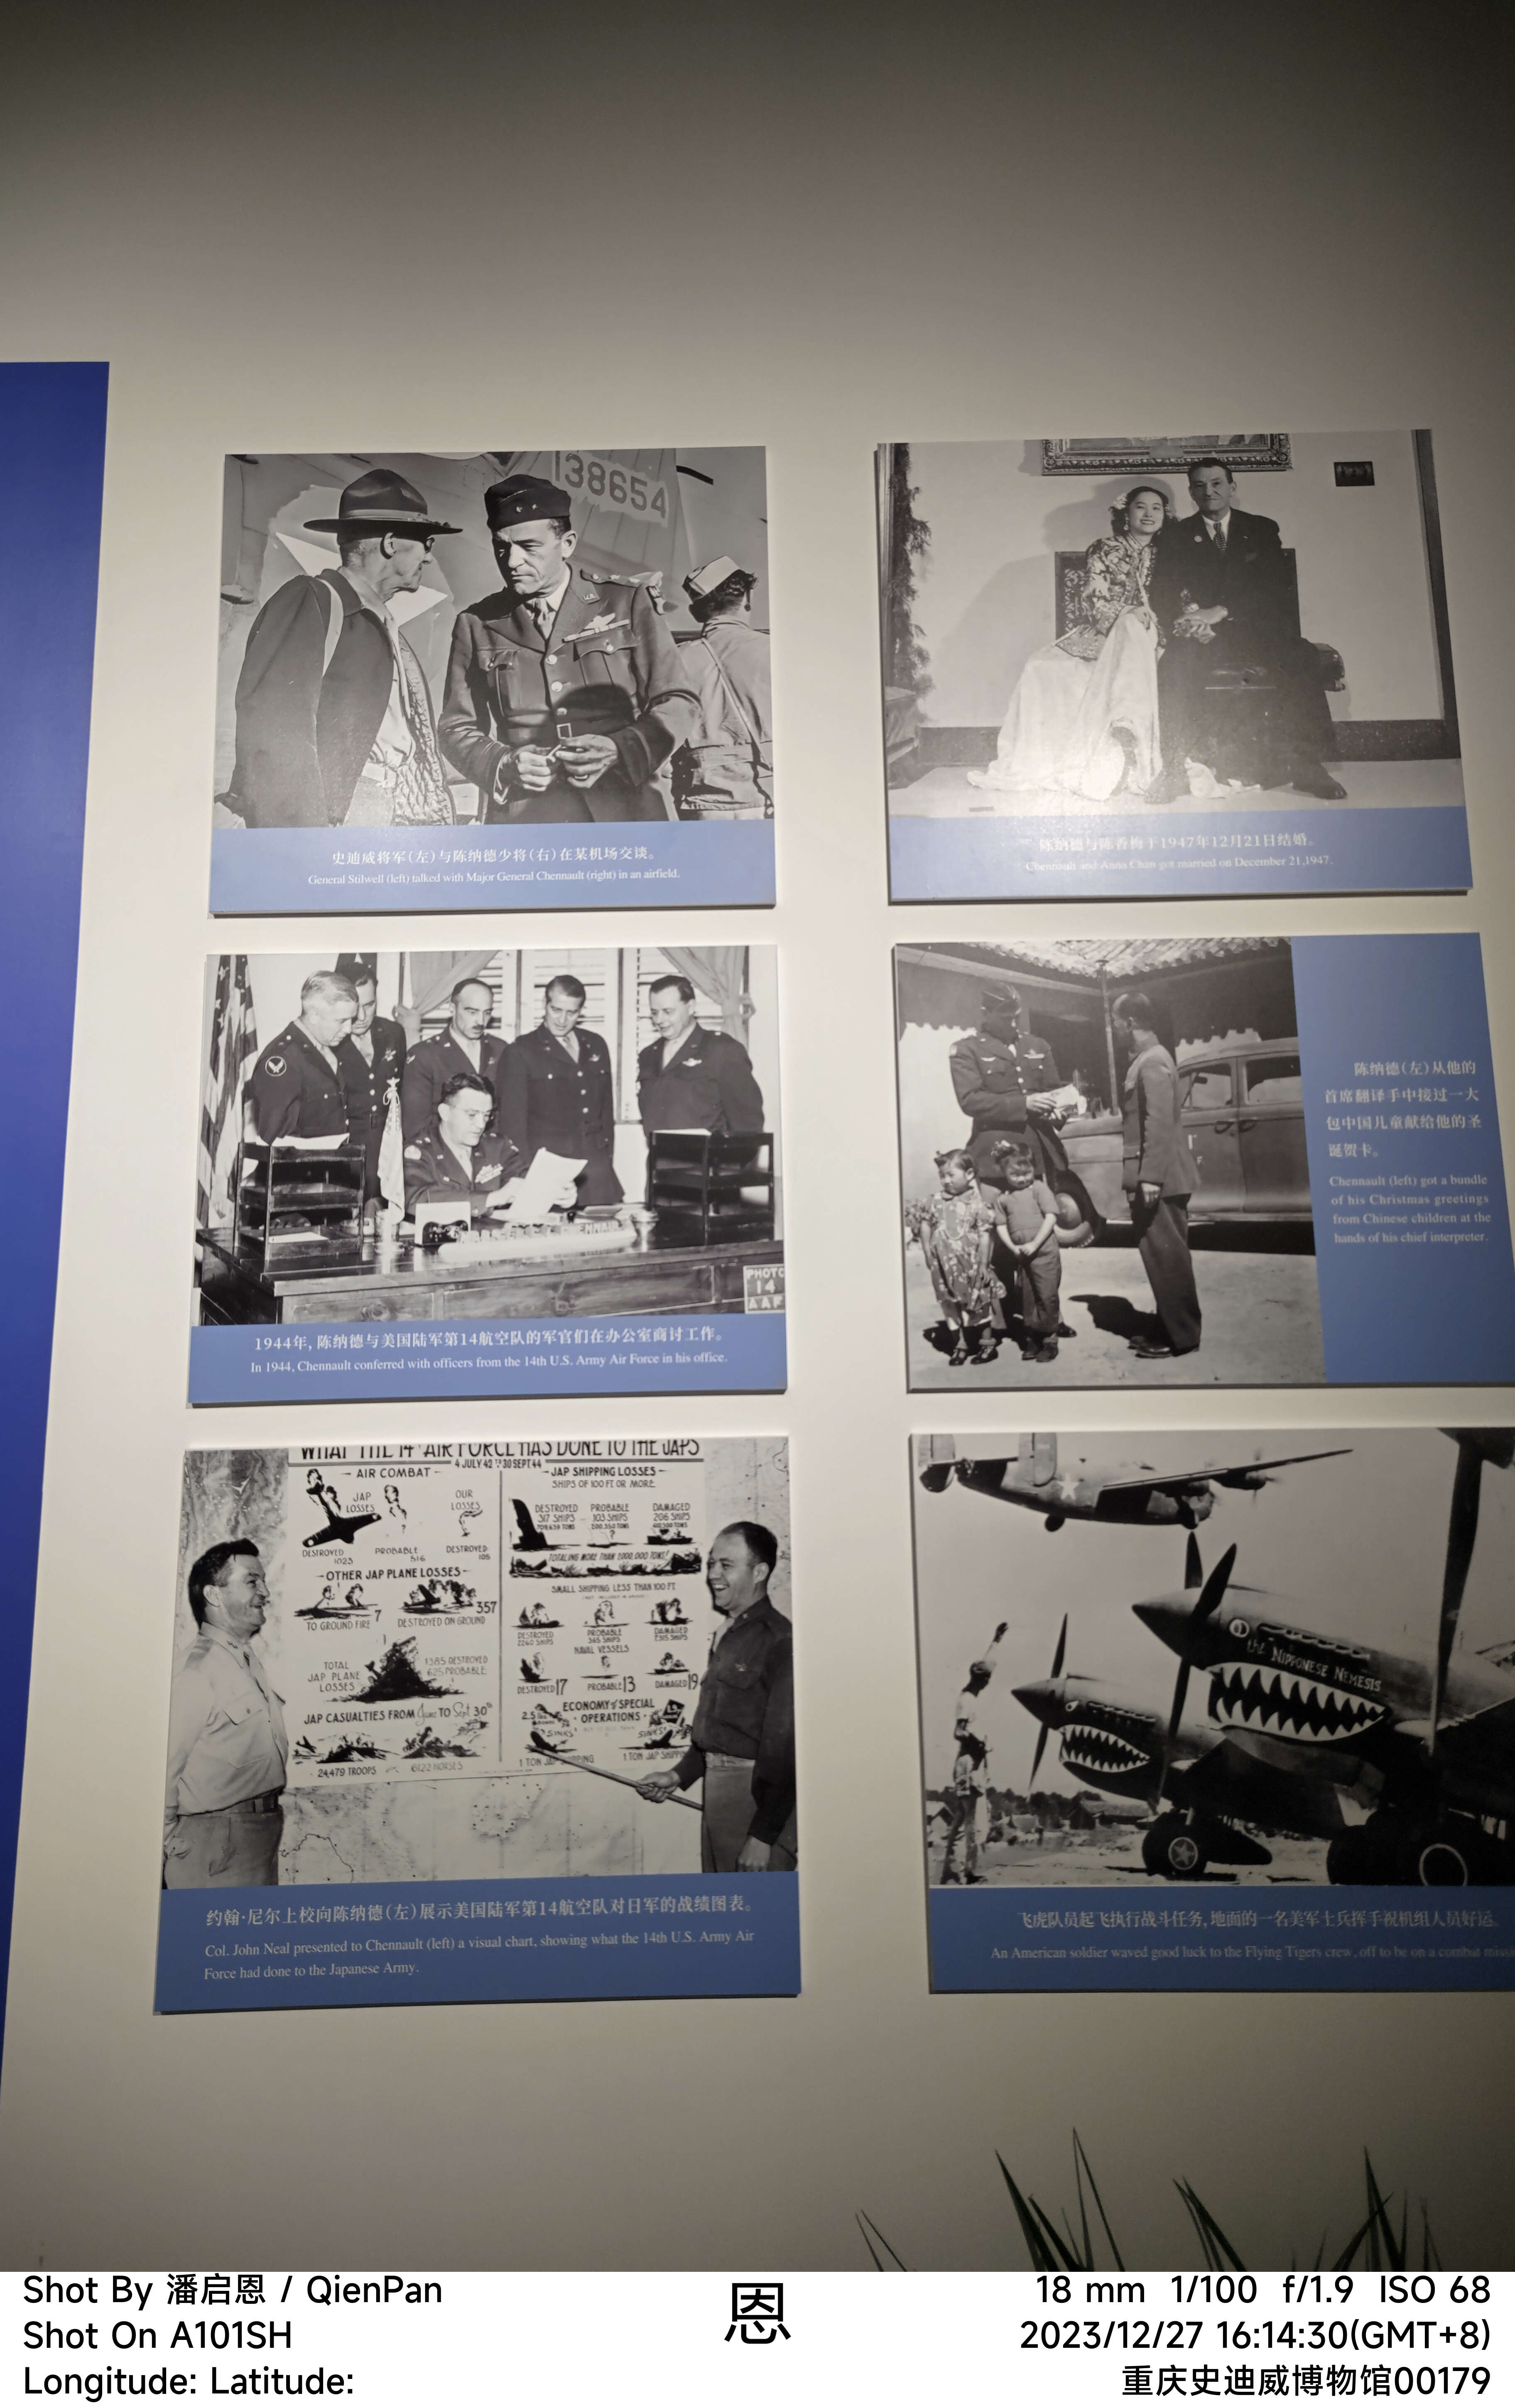 138654
史迪威将军(左)与陈纳德少将(右)在某机场交谈。
General Stilwell (left) talked with Major General Chennault (right) in an airfield.
陈纳德与陈香梅于1947年12月21日结婚。
Chennault and Anna Chan got married on December 21,1947.
PHOTO
14
AAF
1944年,陈纳德与美国陆军第14航空队的军官们在办公室商讨工作。
In 1944, Chennault conferred with officers from the 14th U.S. Army Air Force in his office.
陈纳德(左)从他的
首席翻译手中接过一大
包中国儿童献给他的圣
诞贺卡。
Chennault (left) got a bundle
of his Christmas greetings
from Chinese children at the
hands of his chief interpreter.
WHAT THE 14 AIR FORCE HAS DONE TO THE JAPS
4 JULY 42 TO 30 SEPT 44
AIR COMBAT
JAP
LOSSES
OUR
LOSSES
DESTROYED
1023
PROBABLE
516
DESTROYED
105
OTHER JAP PLANE LOSSES
7
357
TO GROUND FIRE
DESTROYED ON GROUND
TOTAL
JAP PLANE
LOSSES
1385 DESTROYED
625 PROBABLE
JAP CASUALTIES FROM June TO Sept 30th
24,479 TROOPS
6122 HORSES
JAP SHIPPING LOSSES
SHIPS OF 100 FT OR MORE
DESTROYED
317 SHIPS
PROBABLE
103 SHIPS
DAMAGED
206 SHIPS
TOTALING MORE THAN 1,000,000 TONS!
SMALL SHIPPING LESS THAN 100 FT
DESTROYED
PROBABLE
DAMAGED
NAVAL VESSELS
DESTROYED 17
PROBABLE 13
DAMAGED 19
ECONOMY OF SPECIAL
OPERATIONS
2.5
SINKS
SINKS
1 TON JAP SHIPPING
1 TON JAP SHIPPING
约翰·尼尔上校向陈纳德(左)展示美国陆军第14航空队对日军的战绩图表。
Col. John Neal presented to Chennault (left) a visual chart, showing what the 14th U.S. Army Air
Force had done to the Japanese Army.
the NIPPONESE NEMESIS
飞虎队员起飞执行战斗任务,地面的一名美军士兵挥手祝机组人员好运。
An American soldier waved good luck to the Flying Tigers crew, off to be on a combat
Shot By 潘启恩 / QienPan
Shot On A101SH
Longitude: Latitude:
恩
18 mm 1/100 f/1.9 ISO 68
2023/12/27 16:14:30(GMT+8)
重庆史迪威博物馆00179